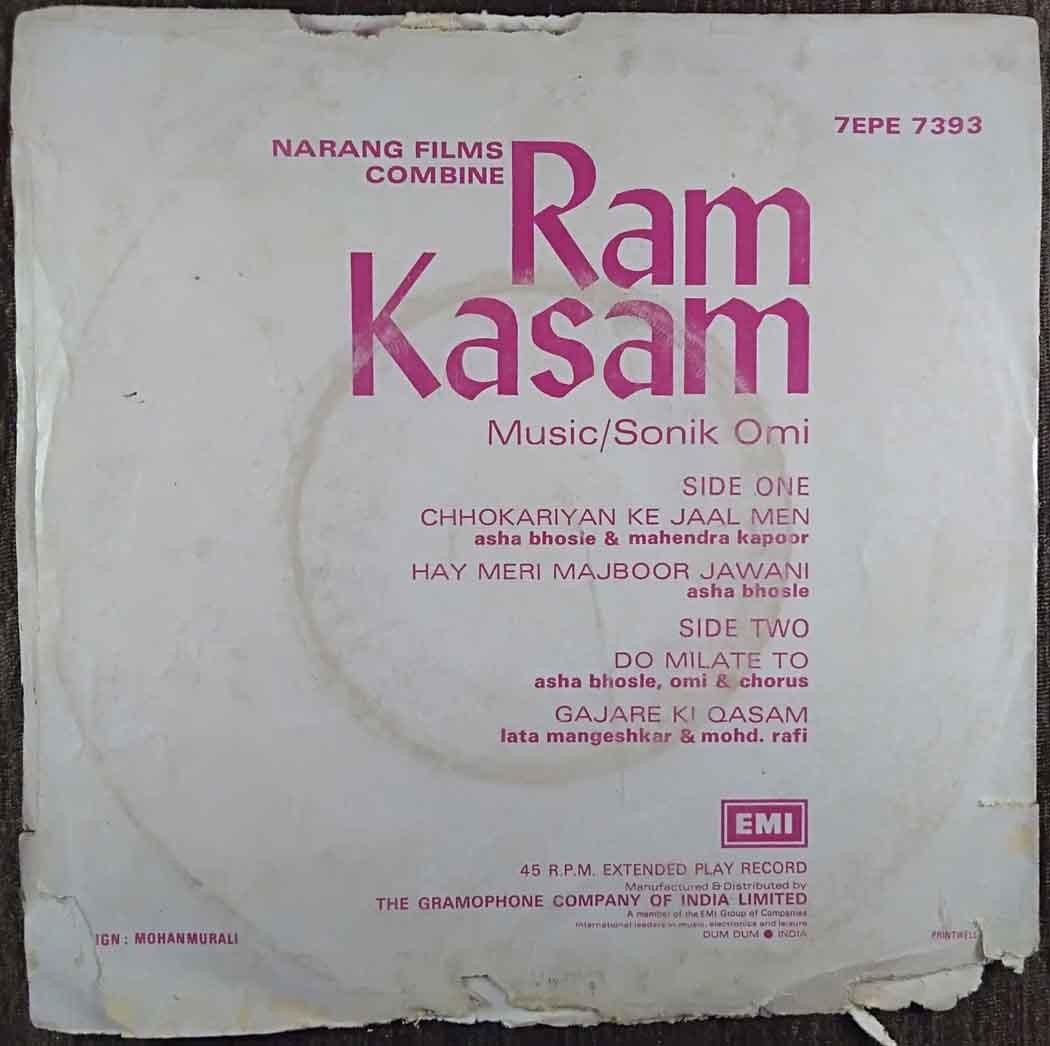 7EPE 7393
NARANG FILMS
COMBINE
Ram
Kasam
Music/Sonik Omi
SIDE ONE
CHHOKARIYAN KE JAAL MEN
asha bhosle & mahendra kapoor
HAY MERI MAJBOOR JAWANI
asha bhosle
SIDE TWO
DO MILATE TO
asha bhosle, omi & chorus
GAJARE KI QASAM
lata mangeshkar & mohd. rafi
EMI
45 R.P.M. EXTENDED PLAY RECORD
Manufactured & Distributed by
THE GRAMOPHONE COMPANY OF INDIA LIMITED
A member of the EMI Group of Companies
International leaders in music, electronics and leisure
DUM DUM ● INDIA
IGN : MOHANMURALI
PRINTWELL